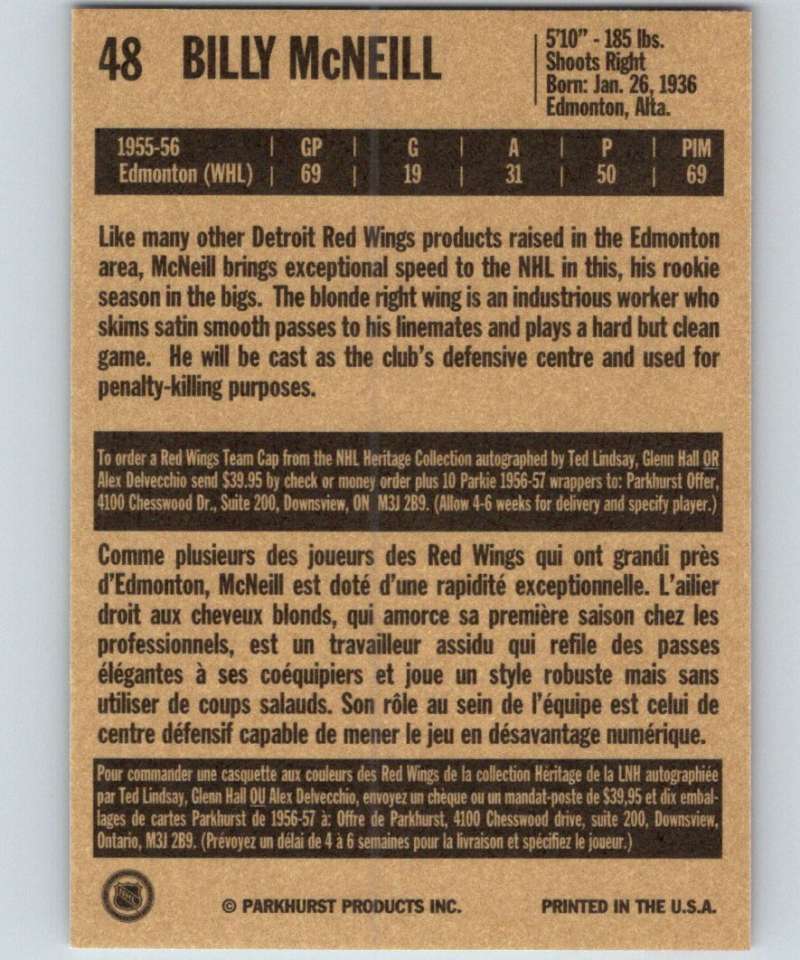 48 BILLY McNEILL
5'10" - 185 lbs.
Shoots Right
Born: Jan. 26, 1936
Edmonton, Alta.
1955-56 | GP | G | A | P | PIM
Edmonton (WHL) | 69 | 19 | 31 | 50 | 69
Like many other Detroit Red Wings products raised in the Edmonton
area, McNeill brings exceptional speed to the NHL in this, his rookie
season in the bigs. The blonde right wing is an industrious worker who
skims satin smooth passes to his linemates and plays a hard but clean
game. He will be cast as the club's defensive centre and used for
penalty-killing purposes.
To order a Red Wings Team Cap from the NHL Heritage Collection autographed by Ted Lindsay, Glenn Hall OR
Alex Delvecchio send $39.95 by check or money order plus 10 Parkie 1956-57 wrappers to: Parkhurst Offer,
4100 Chesswood Dr., Suite 200, Downsview, ON M3J 2B9. (Allow 4-6 weeks for delivery and specify player.)
Comme plusieurs des joueurs des Red Wings qui ont grandi près
d'Edmonton, McNeill est doté d'une rapidité exceptionnelle. L'ailier
droit aux cheveux blonds, qui amorce sa première saison chez les
professionnels, est un travailleur assidu qui refile des passes
élégantes à ses coéquipiers et joue un style robuste mais sans
utiliser de coups salauds. Son rôle au sein de l'équipe est celui de
centre défensif capable de mener le jeu en désavantage numérique.
Pour commander une casquette aux couleurs des Red Wings de la collection Héritage de la LNH autographiée
par Ted Lindsay, Glenn Hall OU Alex Delvecchio, envoyez un chèque ou un mandat-poste de $39,95 et dix embal-
lages de cartes Parkhurst de 1956-57 à: Offre de Parkhurst, 4100 Chesswood drive, suite 200, Downsview,
Ontario, M3J 2B9. (Prévoyez un délai de 4 à 6 semaines pour la livraison et spécifiez le joueur.)
NHL
© PARKHURST PRODUCTS INC.
PRINTED IN THE U.S.A.